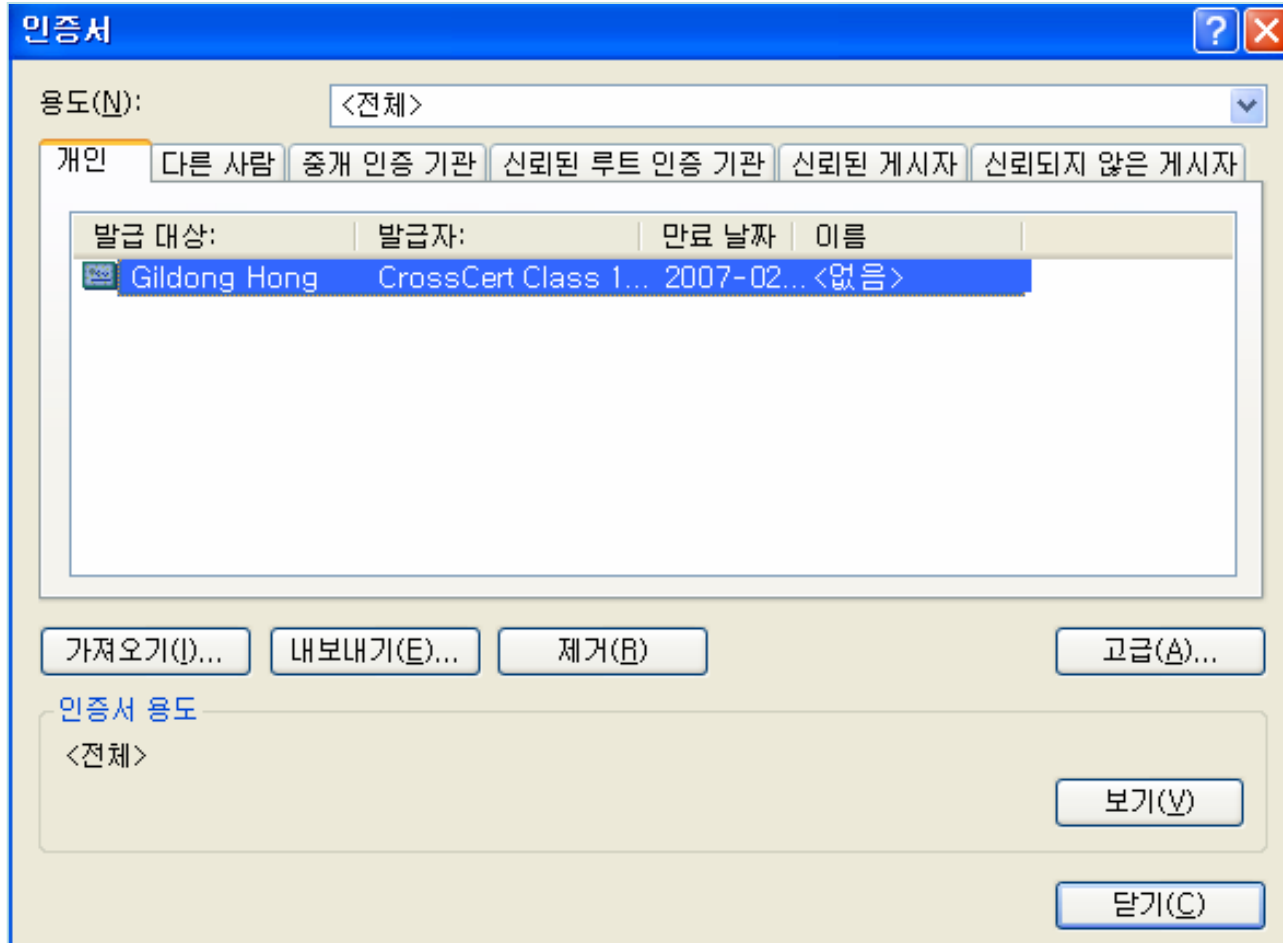 인증서
용도(N): <전체>
개인 다른 사람 중개 인증 기관 신뢰된 루트 인증 기관 신뢰된 게시자 신뢰되지 않은 게시자
발급 대상: 발급자: 만료 날짜 이름
Gildong Hong CrossCert Class 1... 2007-02... <없음>
가져오기(I)... 내보내기(E)... 제거(R) 고급(A)...
인증서 용도
<전체>
보기(V)
닫기(C)